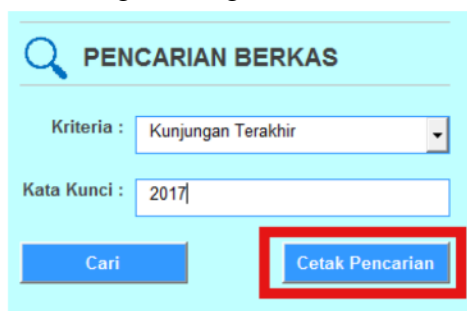 PENCARIAN BERKAS
Kriteria : Kunjungan Terakhir
Kata Kunci : 2017
Cari Cetak Pencarian